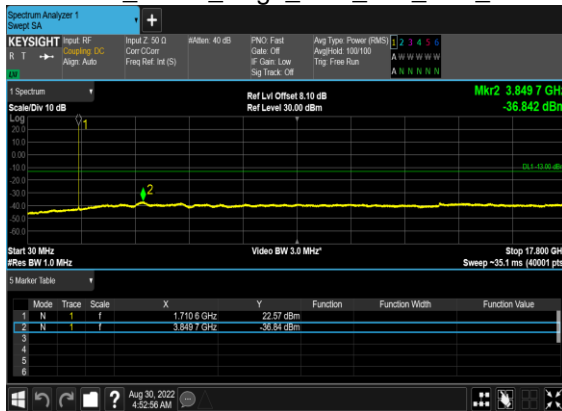 Spectrum Analyzer 1
Swept SA
+
KEYSIGHT Input: RF Input Z: 50 Ω #Atten: 40 dB PNO: Fast Avg Type: Power (RMS) 1 2 3 4 5 6
R T Coupling: DC Corr CCorr Gate: Off Avg|Hold: 100/100 A W W W W W
Align: Auto Freq Ref: Int (S) IF Gain: Low Trig: Free Run
Sig Track: Off A N N N N N
1 Spectrum Ref Lvl Offset 8.10 dB Mkr2 3.849 7 GHz
Scale/Div 10 dB Ref Level 30.00 dBm -36.842 dBm
Log
20.0
10.0
0.00
-10.0
-20.0
-30.0
-40.0
-50.0
-60.0
1
2
DL1 -13.00 dBm
Start 30 MHz Video BW 3.0 MHz* Stop 17.800 GHz
#Res BW 1.0 MHz Sweep ~35.1 ms (40001 pts)
5 Marker Table
Mode Trace Scale X Y Function Function Width Function Value
1 N 1 f 1.710 6 GHz 22.57 dBm
2 N 1 f 3.849 7 GHz -36.84 dBm
3
4
5
6
? Aug 30, 2022
4:52:56 AM